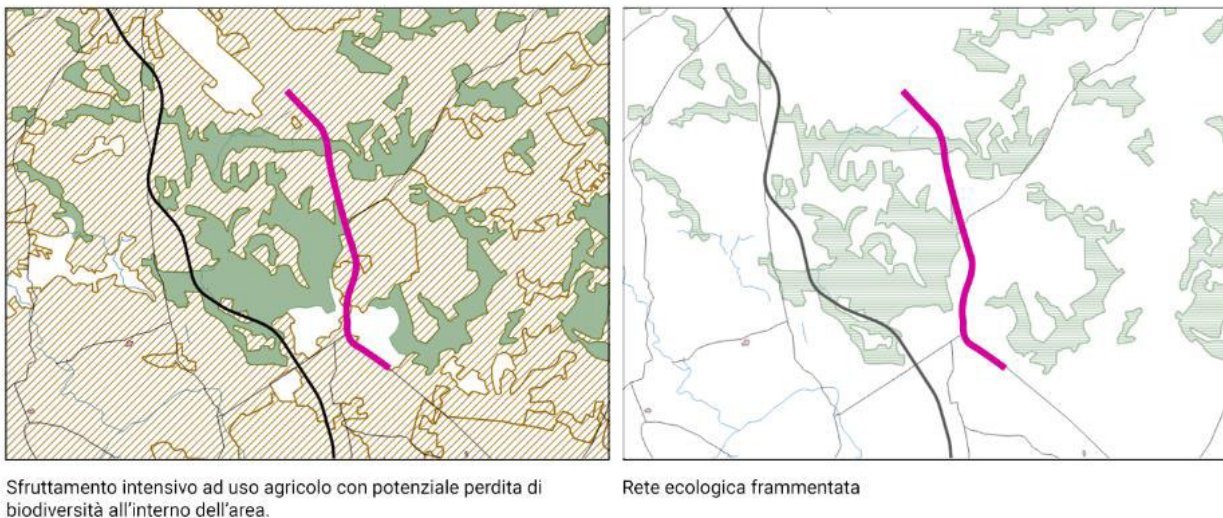 Sfruttamento intensivo ad uso agricolo con potenziale perdita di
biodiversità all'interno dell'area.
Rete ecologica frammentata